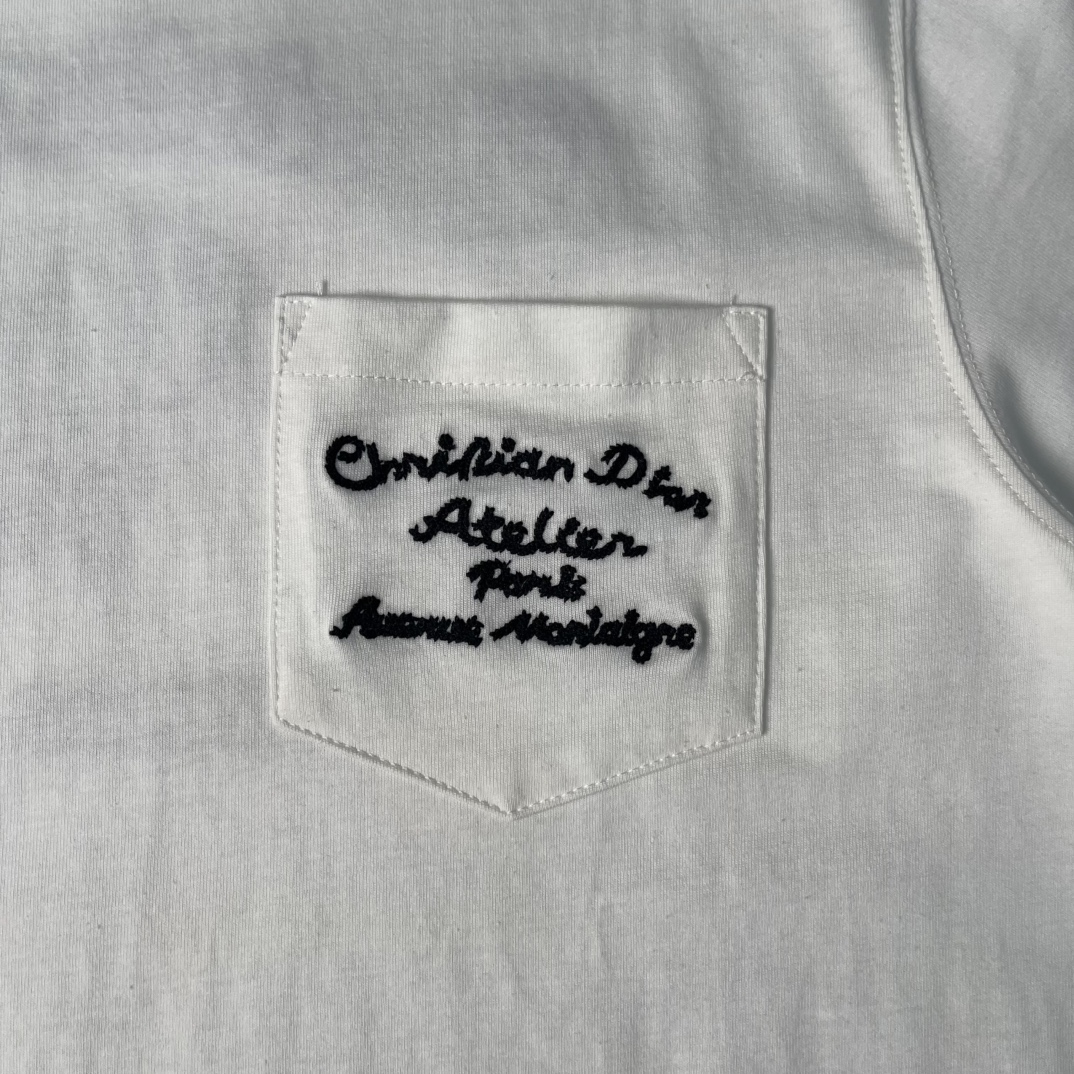 Christian Dior
Atelier
Paris
Avenue Montaigne